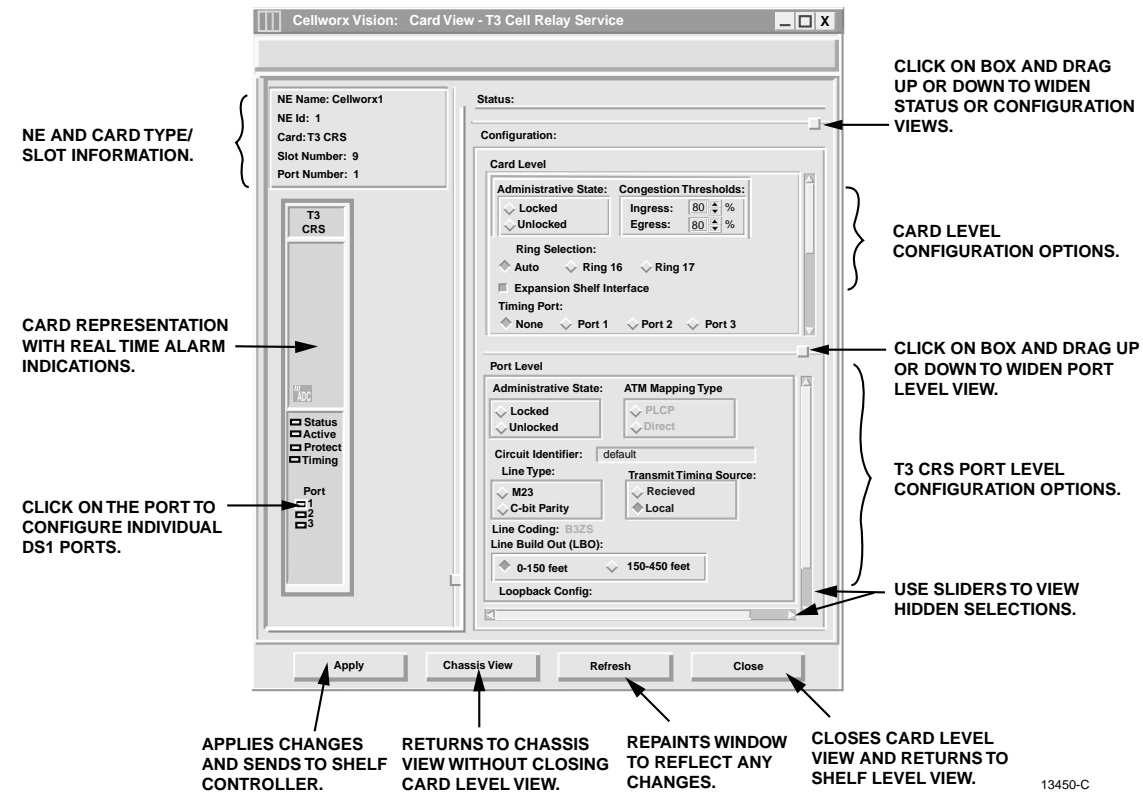 Cellworx Vision: Card View - T3 Cell Relay Service
X
NE AND CARD TYPE/
SLOT INFORMATION.
NE Name: Cellworx1
NE Id: 1
Card: T3 CRS
Slot Number: 9
Port Number: 1
Status:
CLICK ON BOX AND DRAG
UP OR DOWN TO WIDEN
STATUS OR CONFIGURATION
VIEWS.
Configuration:
Card Level
Administrative State: Congestion Thresholds:
Locked
Unlocked
Ingress: 80 %
Egress: 80 %
Ring Selection:
Auto Ring 16 Ring 17
Expansion Shelf Interface
Timing Port:
None Port 1 Port 2 Port 3
CARD LEVEL
CONFIGURATION OPTIONS.
T3
CRS
CARD REPRESENTATION
WITH REAL TIME ALARM
INDICATIONS.
ADC
Status
Active
Protect
Timing
Port
1
2
3
CLICK ON THE PORT TO
CONFIGURE INDIVIDUAL
DS1 PORTS.
CLICK ON BOX AND DRAG UP
OR DOWN TO WIDEN PORT
LEVEL VIEW.
Port Level
Administrative State: ATM Mapping Type
Locked
Unlocked
PLCP
Direct
Circuit Identifier: default
Line Type: Transmit Timing Source:
M23
C-bit Parity
Recieved
Local
Line Coding: B3ZS
Line Build Out (LBO):
0-150 feet 150-450 feet
Loopback Config:
T3 CRS PORT LEVEL
CONFIGURATION OPTIONS.
USE SLIDERS TO VIEW
HIDDEN SELECTIONS.
Apply Chassis View Refresh Close
APPLIES CHANGES
AND SENDS TO SHELF
CONTROLLER.
RETURNS TO CHASSIS
VIEW WITHOUT CLOSING
CARD LEVEL VIEW.
REPAINTS WINDOW
TO REFLECT ANY
CHANGES.
CLOSES CARD LEVEL
VIEW AND RETURNS TO
SHELF LEVEL VIEW.
13450-C